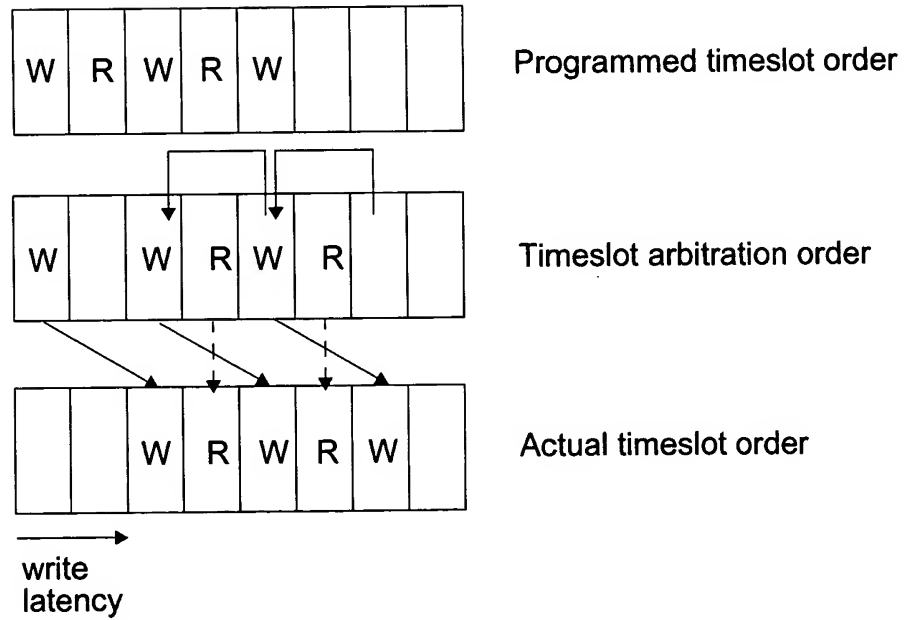 W R W R W Programmed timeslot order
W W R W R Timeslot arbitration order
W R W R W Actual timeslot order
write
latency